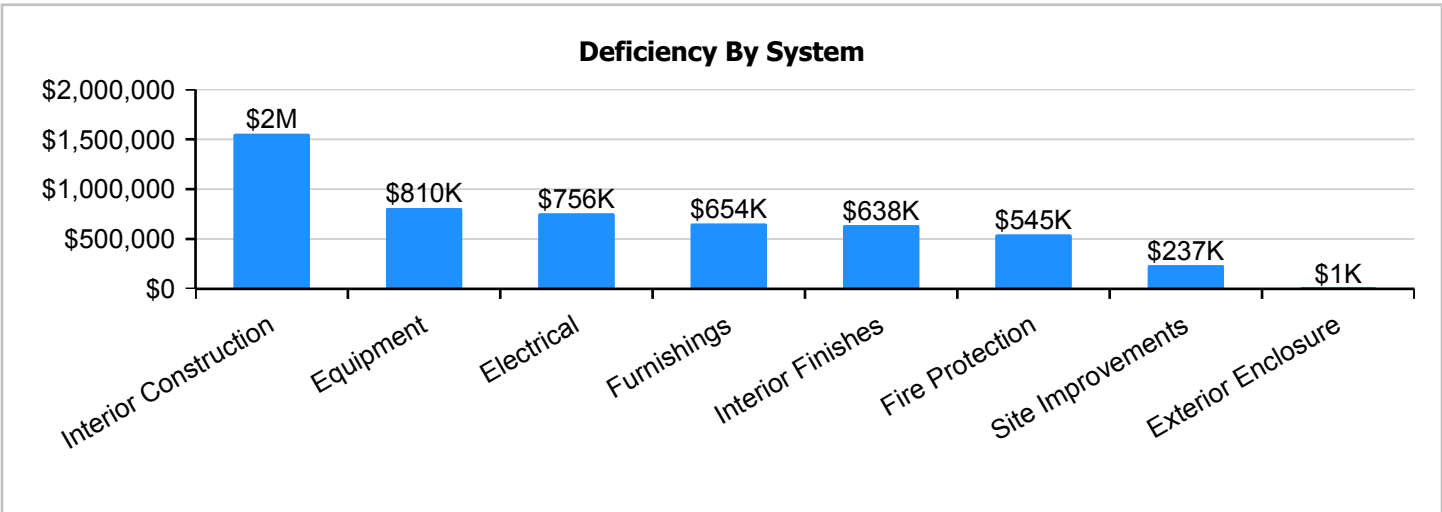 Deficiency By System
$2,000,000
$1,500,000
$1,000,000
$500,000
$0
$2M
$810K
$756K
$654K
$638K
$545K
$237K
$1K
Interior Construction
Equipment
Electrical
Furnishings
Interior Finishes
Fire Protection
Site Improvements
Exterior Enclosure